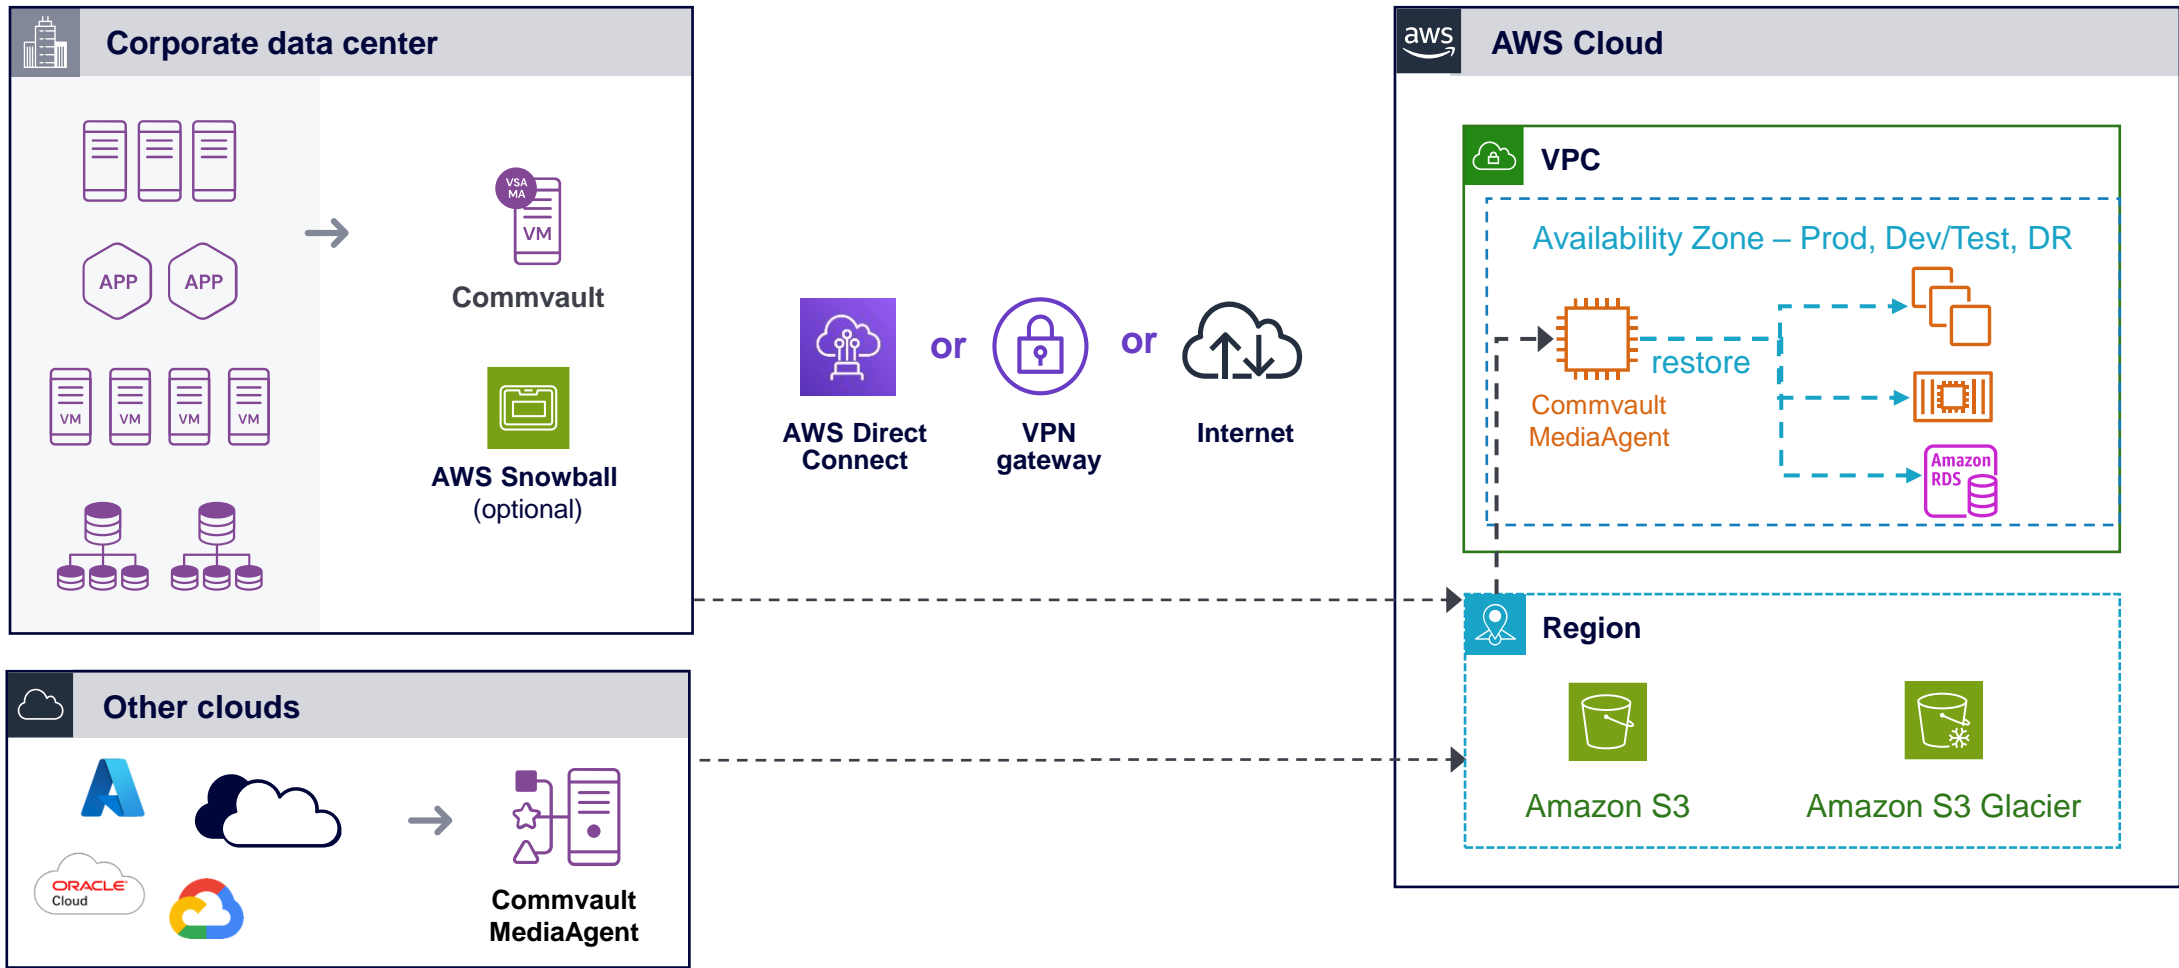 Corporate data center
VSA
MA
VM
Commvault
APP
APP
VM
VM
VM
VM
AWS Snowball
(optional)
AWS Direct
Connect
or
VPN
gateway
or
Internet
aws
AWS Cloud
VPC
Availability Zone – Prod, Dev/Test, DR
restore
Commvault
MediaAgent
Amazon
RDS
Region
Amazon S3
Amazon S3 Glacier
Other clouds
ORACLE
Cloud
Commvault
MediaAgent